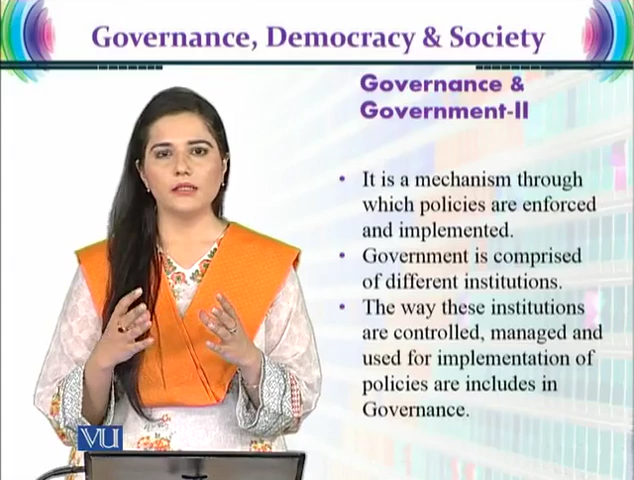 Governance, Democracy & Society
Governance &
Government-II
• It is a mechanism through
which policies are enforced
and implemented.
• Government is comprised
of different institutions.
• The way these institutions
are controlled, managed and
used for implementation of
policies are includes in
Governance.
VU